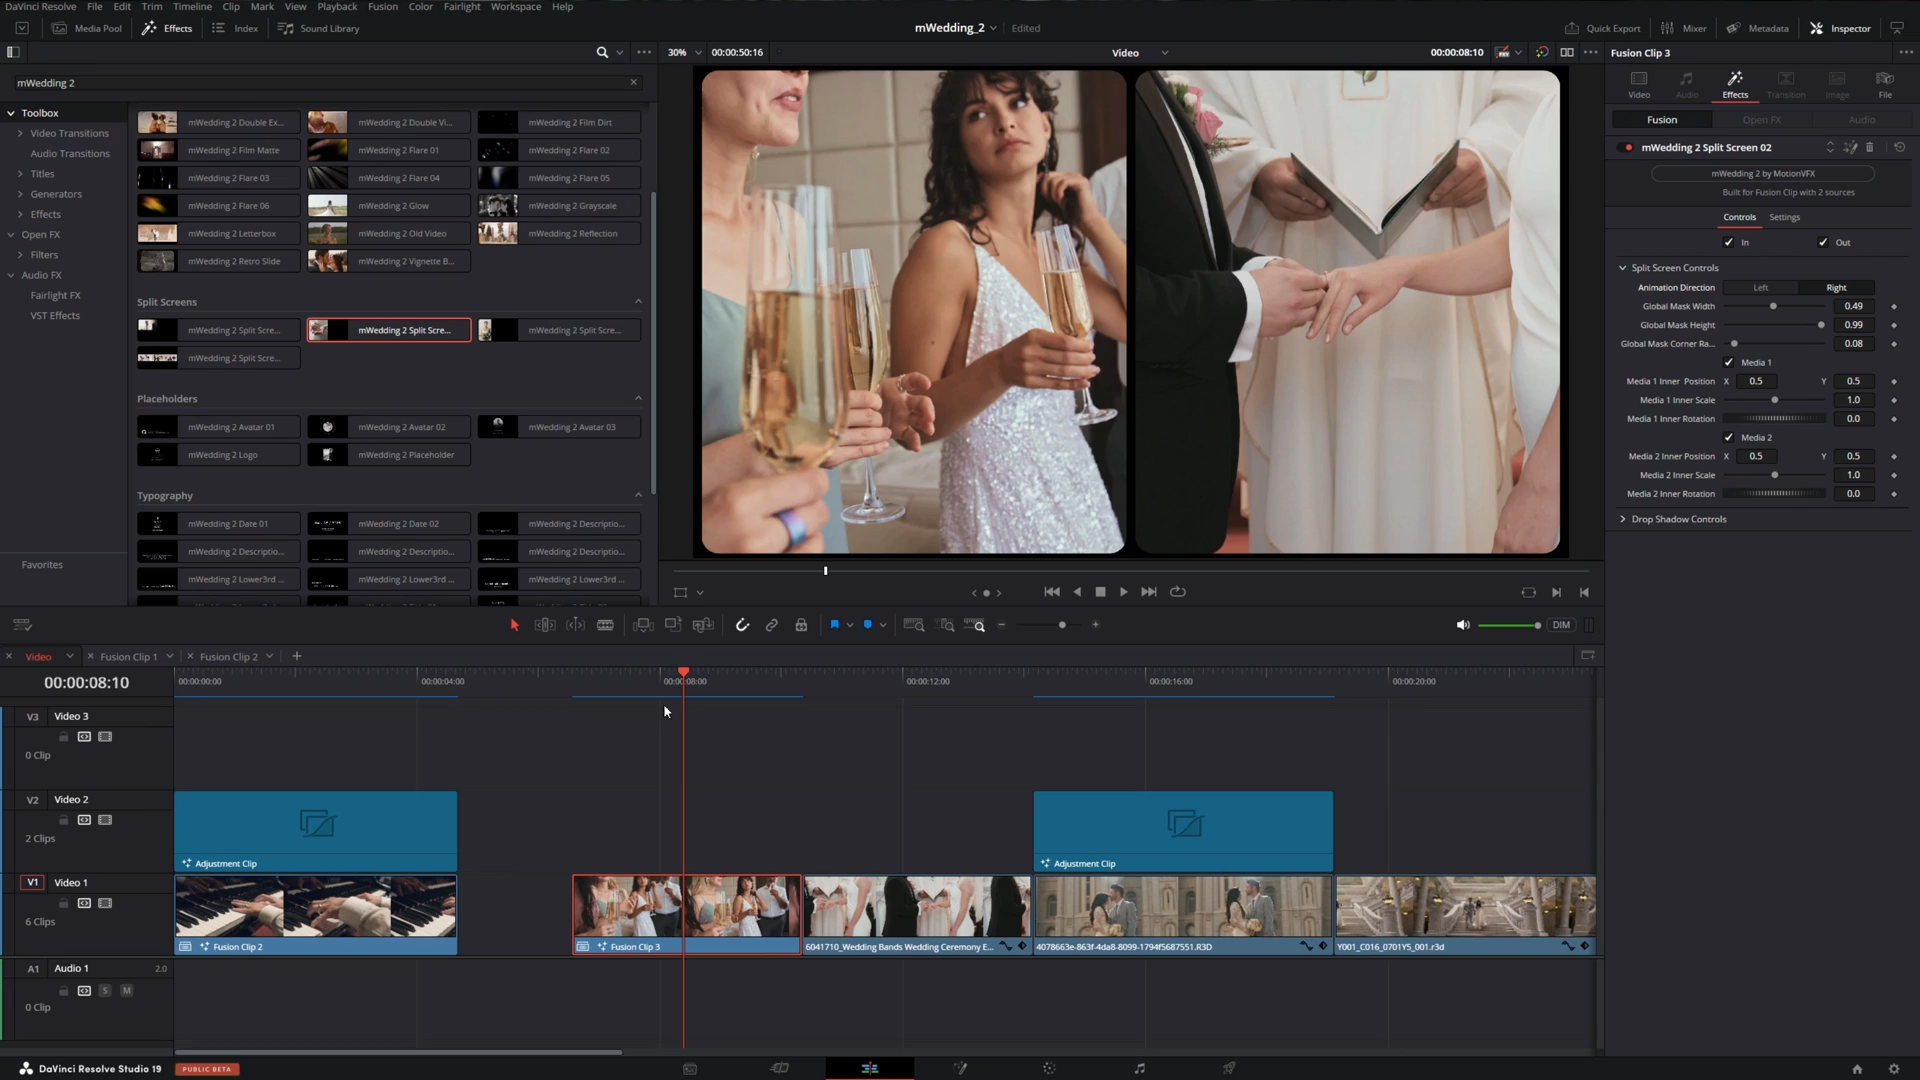 DaVinci Resolve File Edit Trim Timeline Clip Mark View Playback Fusion Color Fairlight Workspace Help
Media Pool Effects Index Sound Library mWedding_2 Edited Quick Export Mixer Metadata Inspector
30% 00:00:50:16 Video 00:00:08:10 Fusion Clip 3
mWedding 2
Video Audio Effects Transition Image File
Fusion Open FX Audio
Toolbox
Video Transitions
Audio Transitions
Titles
Generators
Effects
Open FX
Filters
Audio FX
Fairlight FX
VST Effects
Favorites
mWedding 2 Double Ex... mWedding 2 Double Vi... mWedding 2 Film Dirt
mWedding 2 Film Matte mWedding 2 Flare 01 mWedding 2 Flare 02
mWedding 2 Flare 03 mWedding 2 Flare 04 mWedding 2 Flare 05
mWedding 2 Flare 06 mWedding 2 Glow mWedding 2 Grayscale
mWedding 2 Letterbox mWedding 2 Old Video mWedding 2 Reflection
mWedding 2 Retro Slide mWedding 2 Vignette B...
Split Screens
mWedding 2 Split Scre... mWedding 2 Split Scre... mWedding 2 Split Scre...
mWedding 2 Split Scre...
Placeholders
mWedding 2 Avatar 01 mWedding 2 Avatar 02 mWedding 2 Avatar 03
mWedding 2 Logo mWedding 2 Placeholder
Typography
mWedding 2 Date 01 mWedding 2 Date 02 mWedding 2 Descriptio...
mWedding 2 Descriptio... mWedding 2 Descriptio... mWedding 2 Descriptio...
mWedding 2 Lower3rd ... mWedding 2 Lower3rd ... mWedding 2 Lower3rd ...
mWedding 2 Split Screen 02
mWedding 2 by MotionVFX
Built for Fusion Clip with 2 sources
Controls Settings
In Out
Split Screen Controls
Animation Direction Left Right
Global Mask Width 0.49
Global Mask Height 0.99
Global Mask Corner Ra... 0.08
Media 1
Media 1 Inner Position X 0.5 Y 0.5
Media 1 Inner Scale 1.0
Media 1 Inner Rotation 0.0
Media 2
Media 2 Inner Position X 0.5 Y 0.5
Media 2 Inner Scale 1.0
Media 2 Inner Rotation 0.0
Drop Shadow Controls
DIM
Video Fusion Clip 1 Fusion Clip 2
00:00:08:10 00:00:00:00 00:00:04:00 00:00:08:00 00:00:12:00 00:00:16:00 00:00:20:00
V3 Video 3
0 Clip
V2 Video 2
2 Clips
Adjustment Clip Adjustment Clip
V1 Video 1
6 Clips
Fusion Clip 2 Fusion Clip 3 6041710_Wedding Bands Wedding Ceremony E... 4078663e-863f-4da8-8099-1794f5687551.R3D Y001_C016_0701Y5_001.r3d
A1 Audio 1 2.0
S M
0 Clip
DaVinci Resolve Studio 19 PUBLIC BETA